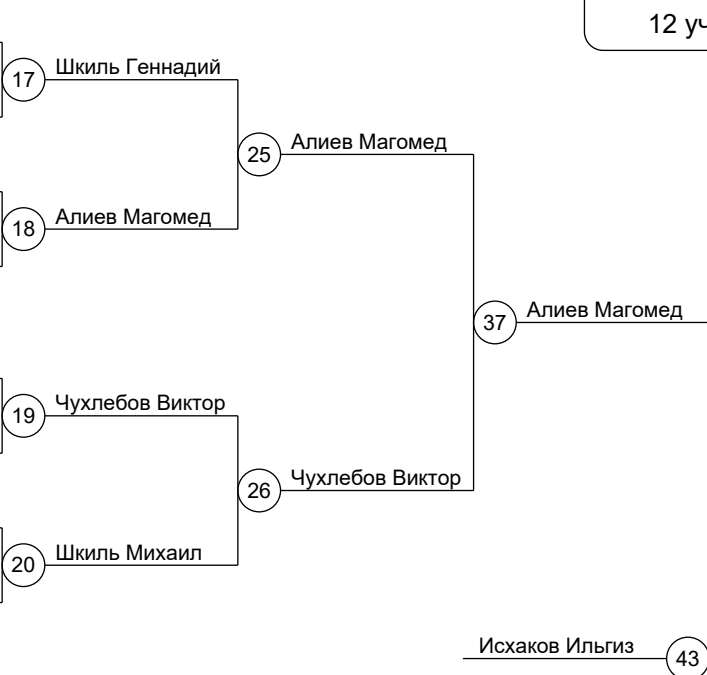 12 уч
17 Шкиль Геннадий
25 Алиев Магомед
18 Алиев Магомед
37 Алиев Магомед
19 Чухлебов Виктор
26 Чухлебов Виктор
20 Шкиль Михаил
Исхаков Ильгиз 43